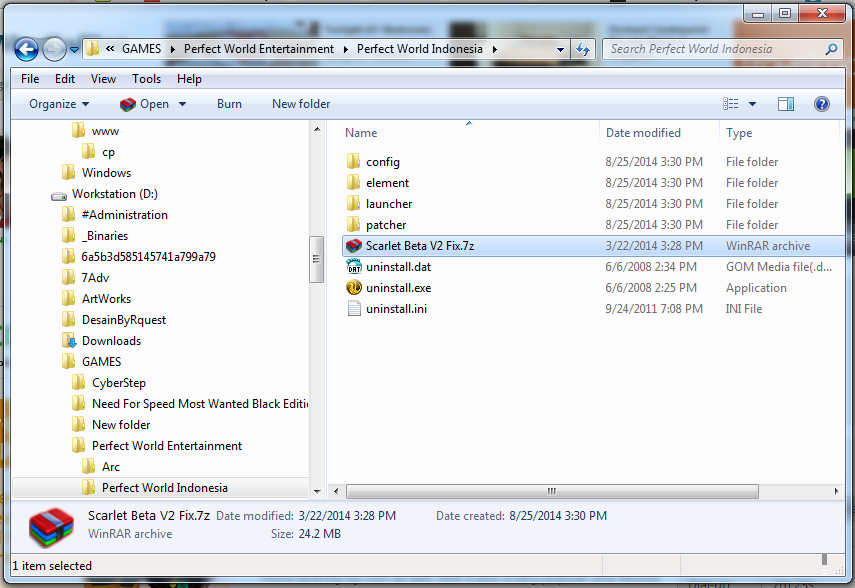 « GAMES ▸ Perfect World Entertainment ▸ Perfect World Indonesia ▸
Search Perfect World Indonesia
File Edit View Tools Help
Organize Open Burn New folder
www
cp
Windows
Workstation (D:)
#Administration
_Binaries
6a5b3d585145741a799a79
7Adv
ArtWorks
DesainByRquest
Downloads
GAMES
CyberStep
Need For Speed Most Wanted Black Editi
New folder
Perfect World Entertainment
Arc
Perfect World Indonesia
Name Date modified Type
config 8/25/2014 3:30 PM File folder
element 8/25/2014 3:30 PM File folder
launcher 8/25/2014 3:30 PM File folder
patcher 8/25/2014 3:30 PM File folder
Scarlet Beta V2 Fix.7z 3/22/2014 3:28 PM WinRAR archive
uninstall.dat 6/6/2008 2:34 PM GOM Media file(.d...
uninstall.exe 6/6/2008 2:25 PM Application
uninstall.ini 9/24/2011 7:08 PM INI File
Scarlet Beta V2 Fix.7z Date modified: 3/22/2014 3:28 PM Date created: 8/25/2014 3:30 PM
WinRAR archive Size: 24.2 MB
1 item selected